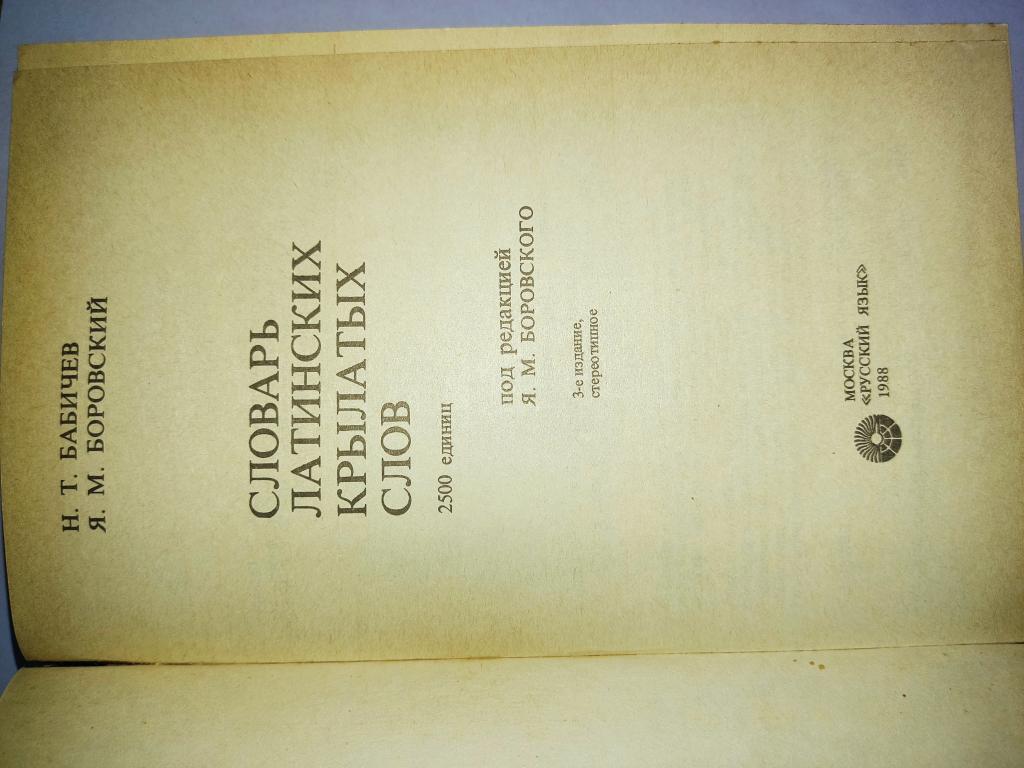 Н. Т. БАБИЧЕВ
Я. М. БОРОВСКИЙ
СЛОВАРЬ
ЛАТИНСКИХ
КРЫЛАТЫХ
СЛОВ
2500 единиц
под редакцией
Я. М. БОРОВСКОГО
3-е издание,
стереотипное
МОСКВА
«РУССКИЙ ЯЗЫК»
1988